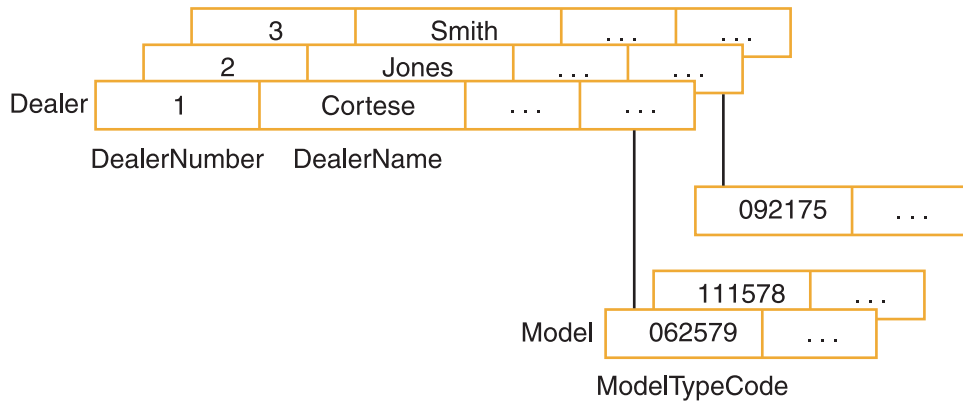 3 Smith ... ...
2 Jones ... ...
Dealer 1 Cortese ... ...
DealerNumber DealerName
092175 ...
111578 ...
Model 062579 ...
ModelTypeCode